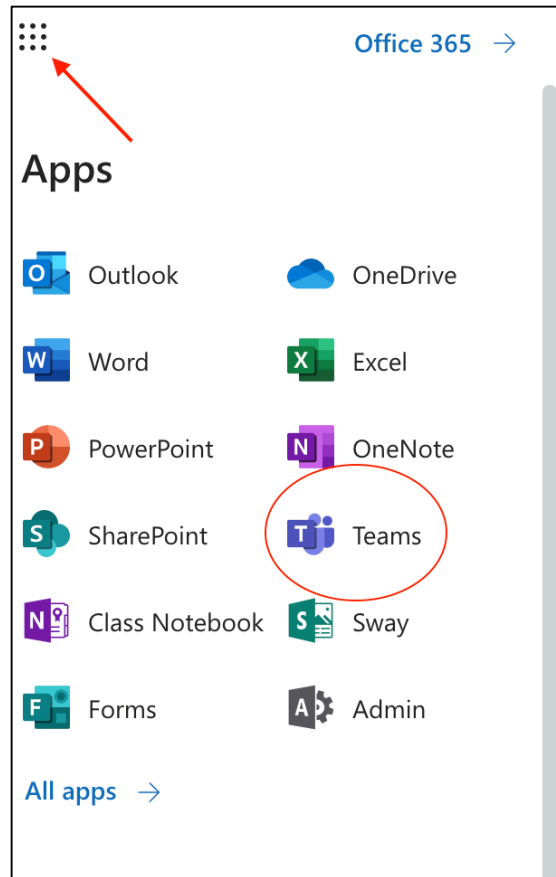 Office 365 →
Apps
Outlook
OneDrive
Word
Excel
PowerPoint
OneNote
SharePoint
Teams
Class Notebook
Sway
Forms
Admin
All apps →